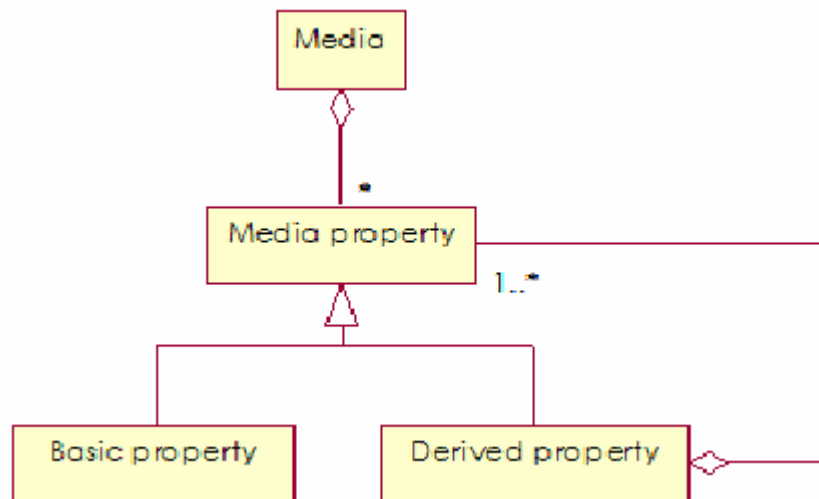 Media
*
Media property
1..*
Basic property
Derived property